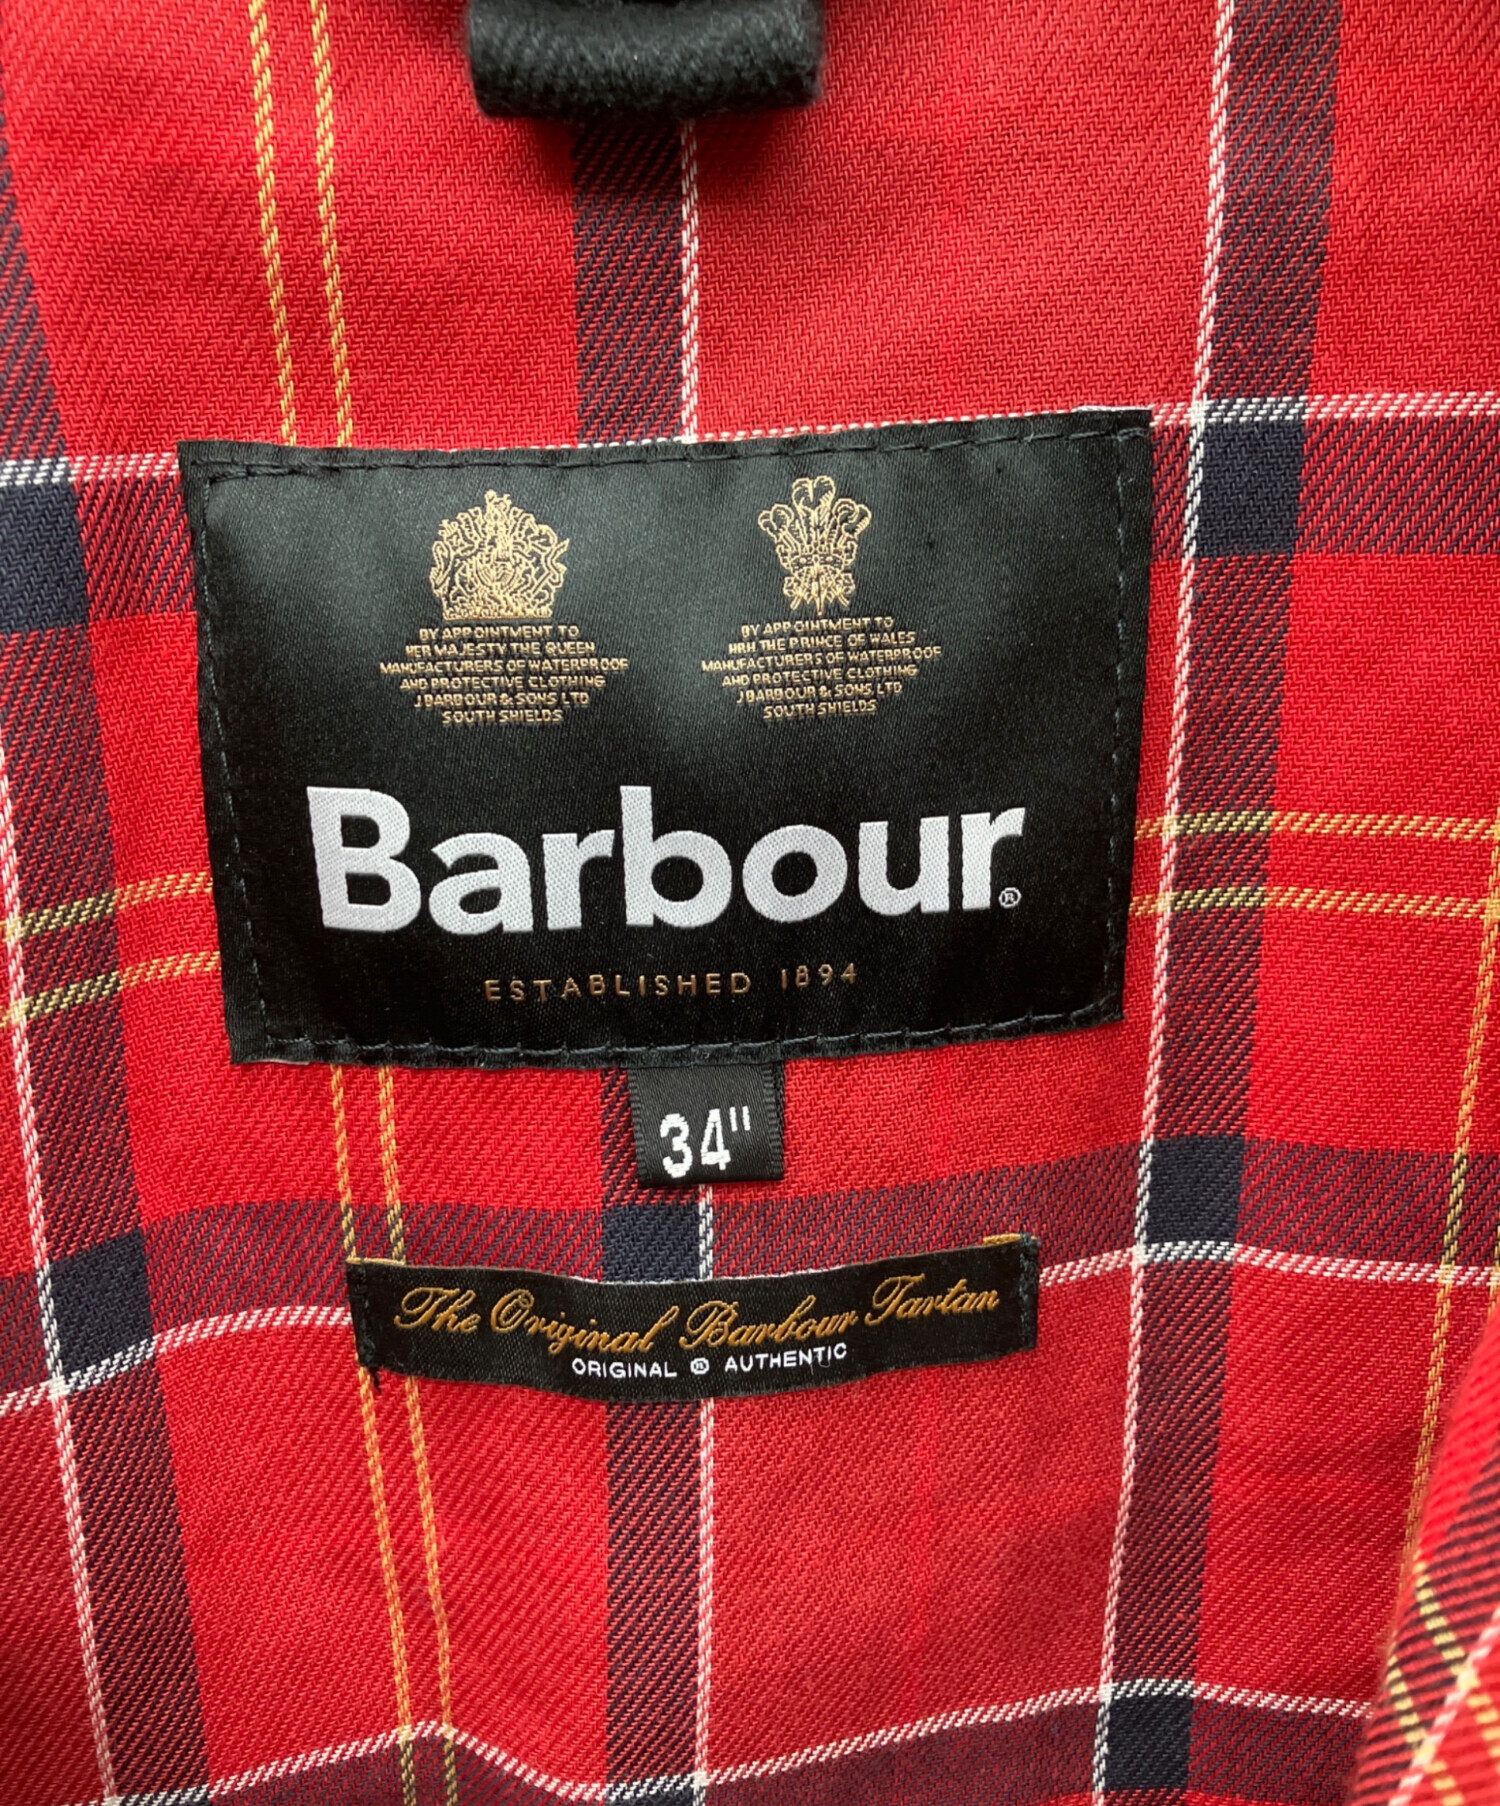 BY APPOINTMENT TO
HER MAJESTY THE QUEEN
MANUFACTURERS OF WATERPROOF
AND PROTECTIVE CLOTHING
J BARBOUR & SONS LTD
SOUTH SHIELDS
BY APPOINTMENT TO
HRH THE PRINCE OF WALES
MANUFACTURERS OF WATERPROOF
AND PROTECTIVE CLOTHING
J BARBOUR & SONS LTD
SOUTH SHIELDS
Barbour®
ESTABLISHED 1894
34"
The Original Barbour Tartan
ORIGINAL ® AUTHENTIC